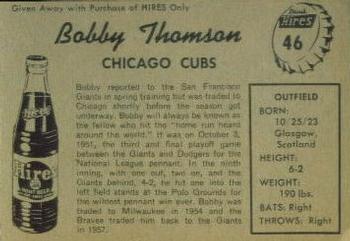 Given Away with Purchase of HIRES Only
Bobby Thomson
CHICAGO CUBS
Drink
Hires
46
Bobby reported to the San Francisco
Giants in spring training but was traded to
Chicago shortly before the season got
underway. Bobby will always be known as
the fellow who hit the "home run heard
around the world." It was on October 3,
1951, the third and final playoff game
between the Giants and Dodgers for the
National League pennant. In the ninth
inning, with one out, two on, and the
Giants behind, 4-2, he hit one into the
left field stands at the Polo Grounds for
the wildest pennant win ever. Bobby was
traded to Milwaukee in 1954 and the
Braves traded him back to the Giants in
1957.
OUTFIELD
BORN:
10/25/23
Glasgow,
Scotland
HEIGHT:
6-2
WEIGHT:
190 lbs.
BATS: Right
THROWS: Right
HIRES
Hires